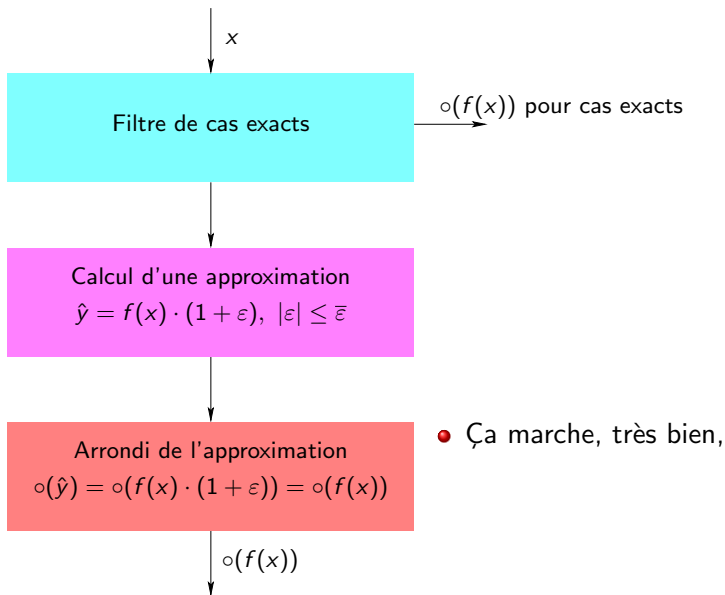 x
Filtre de cas exacts
∘(f(x)) pour cas exacts
Calcul d'une approximation
ŷ = f(x) · (1 + ε), |ε| ≤ ε̅
Arrondi de l'approximation
∘(ŷ) = ∘(f(x) · (1 + ε)) = ∘(f(x))
Ça marche, très bien,
∘(f(x))